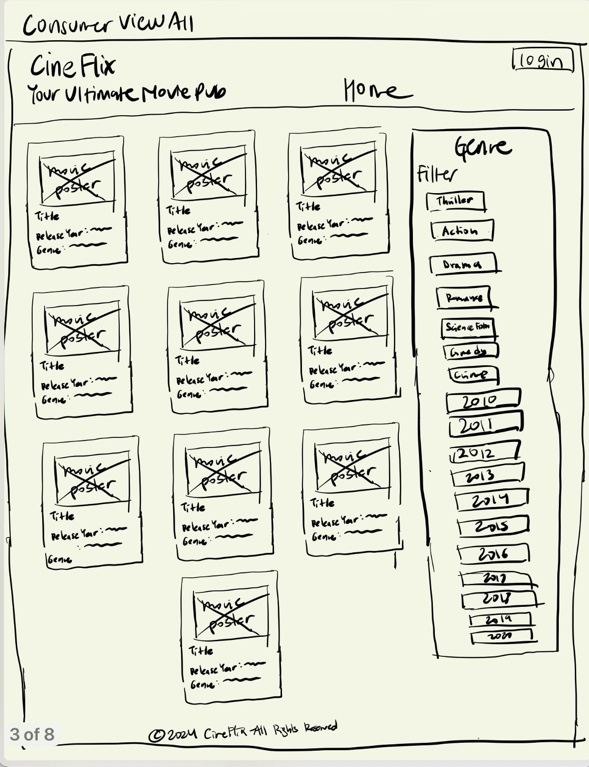 Consumer View All
CineFlix
login
Your Ultimate Movie Pub
Home
movie poster
Title
Release Year:
Genre:
movie poster
Title
Release Year:
Genre:
movie poster
Title
Release Year:
Genre:
movie poster
Title
Release Year:
Genre:
movie poster
Title
Release Year:
Genre:
movie poster
Title
Release Year:
Genre:
movie poster
Title
Release Year:
Genre
movie poster
Title
Release Year:
Genre:
movie poster
Title
Release Year:
Genre:
movie poster
Title
Release Year:
Genre:
Genre
Filter
Thriller
Action
Drama
Romance
Science Fiction
Comedy
Crime
2010
2011
2012
2013
2014
2015
2016
2017
2018
2019
2020
© 2024 CineFlix All Rights Reserved
3 of 8